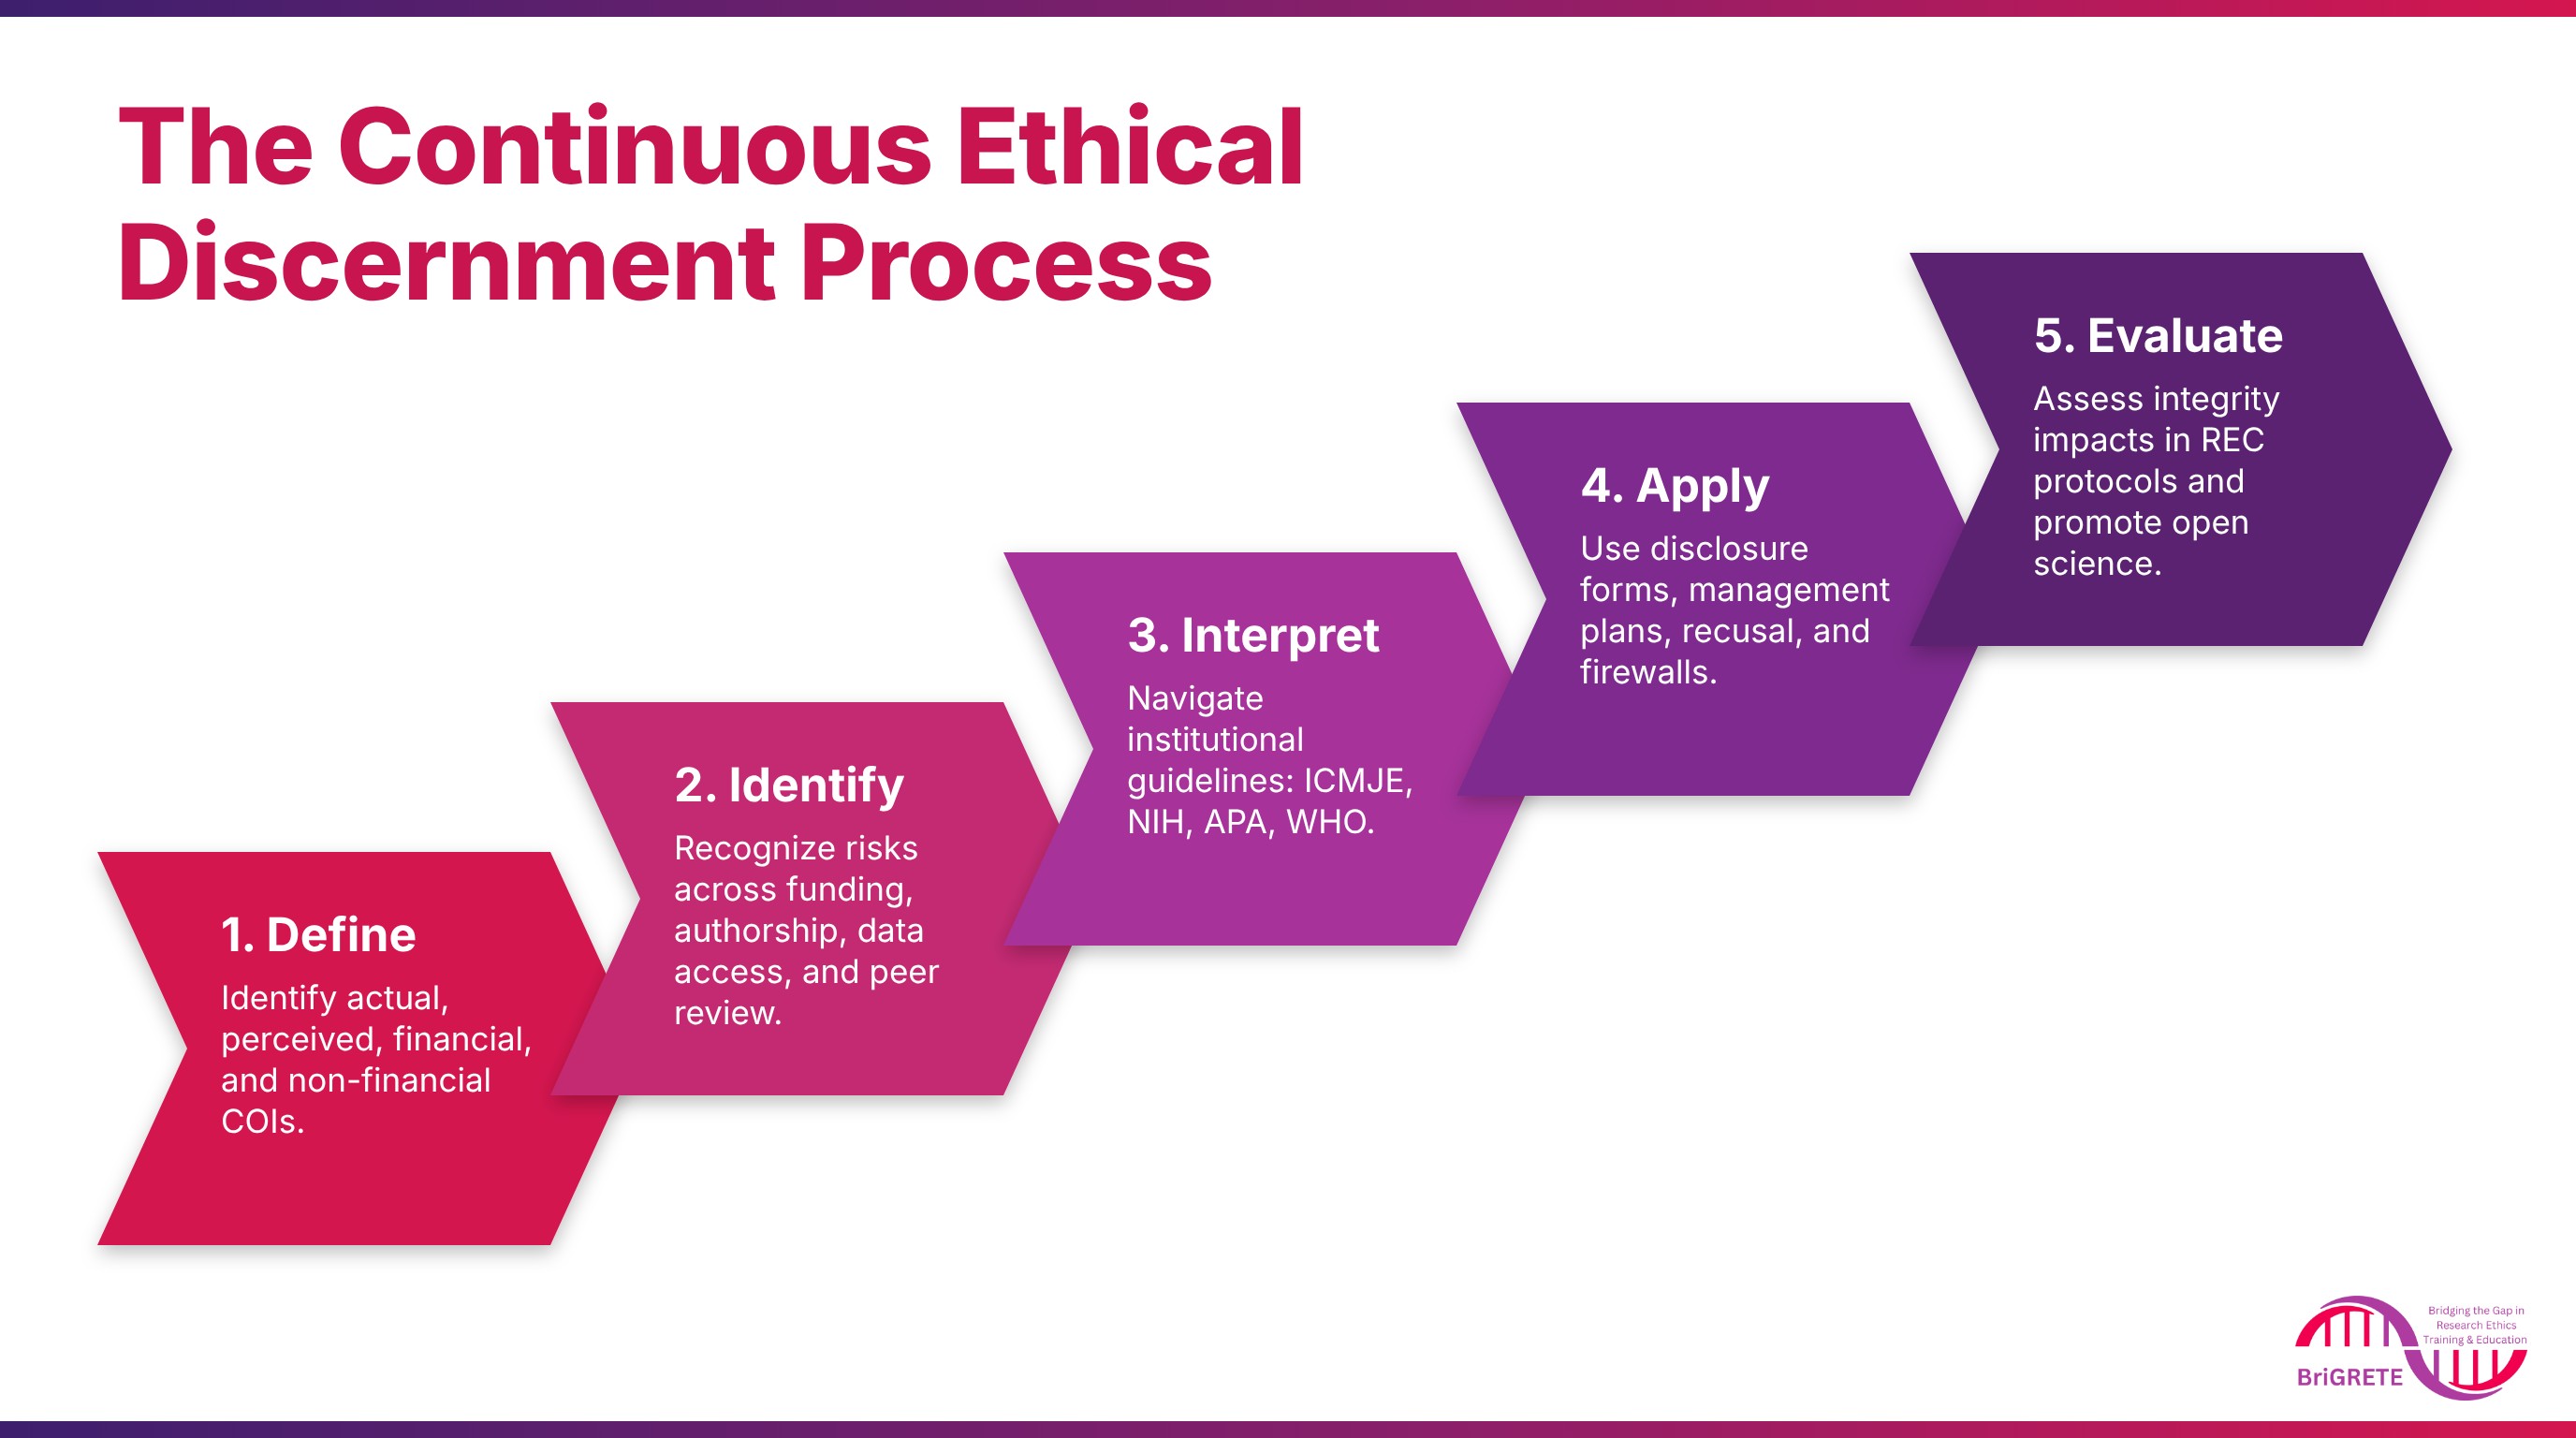 The Continuous Ethical
Discernment Process
1. Define
Identify actual,
perceived, financial,
and non-financial
COIs.
2. Identify
Recognize risks
across funding,
authorship, data
access, and peer
review.
3. Interpret
Navigate
institutional
guidelines: ICMJE,
NIH, APA, WHO.
4. Apply
Use disclosure
forms, management
plans, recusal, and
firewalls.
5. Evaluate
Assess integrity
impacts in REC
protocols and
promote open
science.
Bridging the Gap in
Research Ethics
Training & Education
BriGRETE